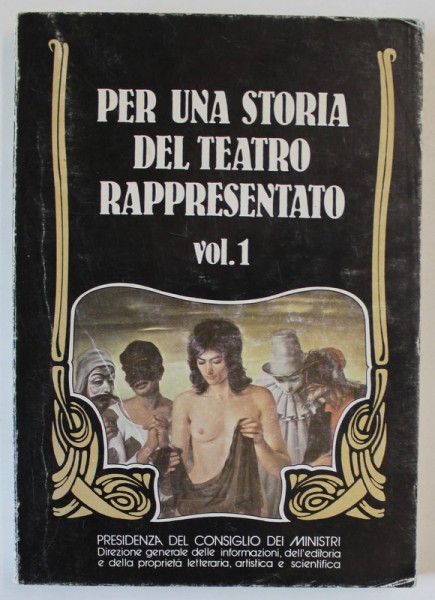 PER UNA STORIA
DEL TEATRO
RAPPRESENTATO
vol.1
PRESIDENZA DEL CONSIGLIO DEI MINISTRI
Direzione generale delle informazioni, dell'editoria
e della proprietà letteraria, artistica e scientifica